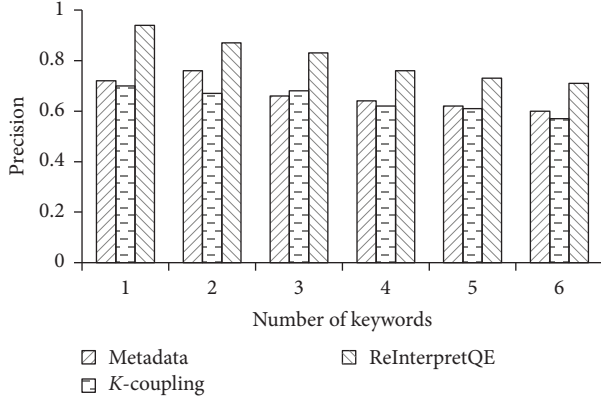 1
0.8
0.6
0.4
0.2
0
Precision
1 2 3 4 5 6
Number of keywords
Metadata
K-coupling
ReInterpretQE